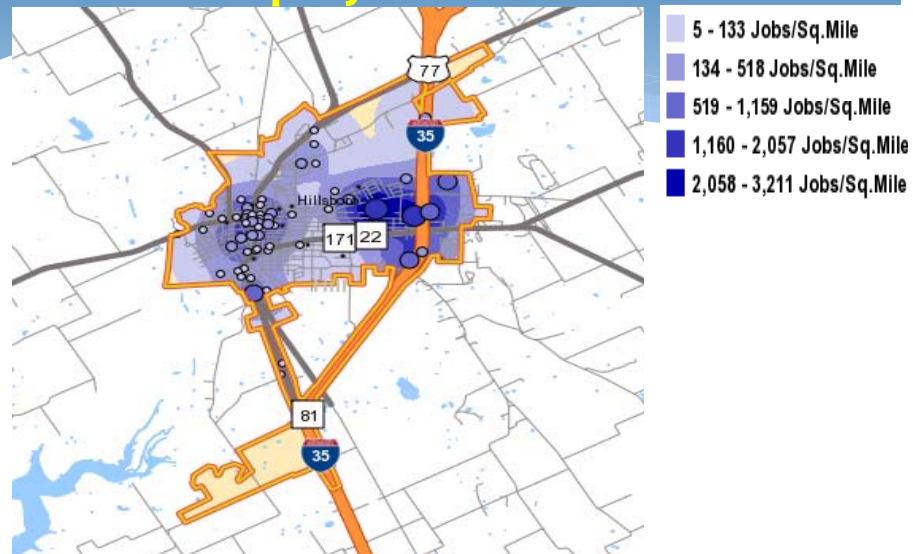 77
35
Hillsboro
171 22
81
35
5 - 133 Jobs/Sq.Mile
134 - 518 Jobs/Sq.Mile
519 - 1,159 Jobs/Sq.Mile
1,160 - 2,057 Jobs/Sq.Mile
2,058 - 3,211 Jobs/Sq.Mile